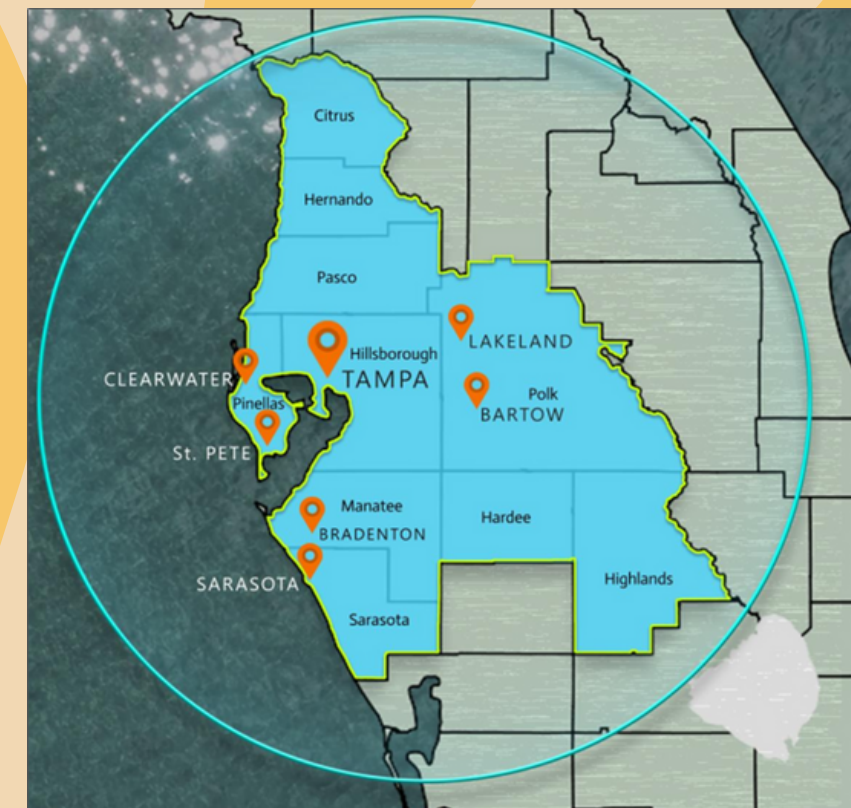 Citrus
Hernando
Pasco
Hillsborough
TAMPA
LAKELAND
CLEARWATER
Pinellas
Polk
BARTOW
St. PETE
Manatee
BRADENTON
Hardee
SARASOTA
Highlands
Sarasota